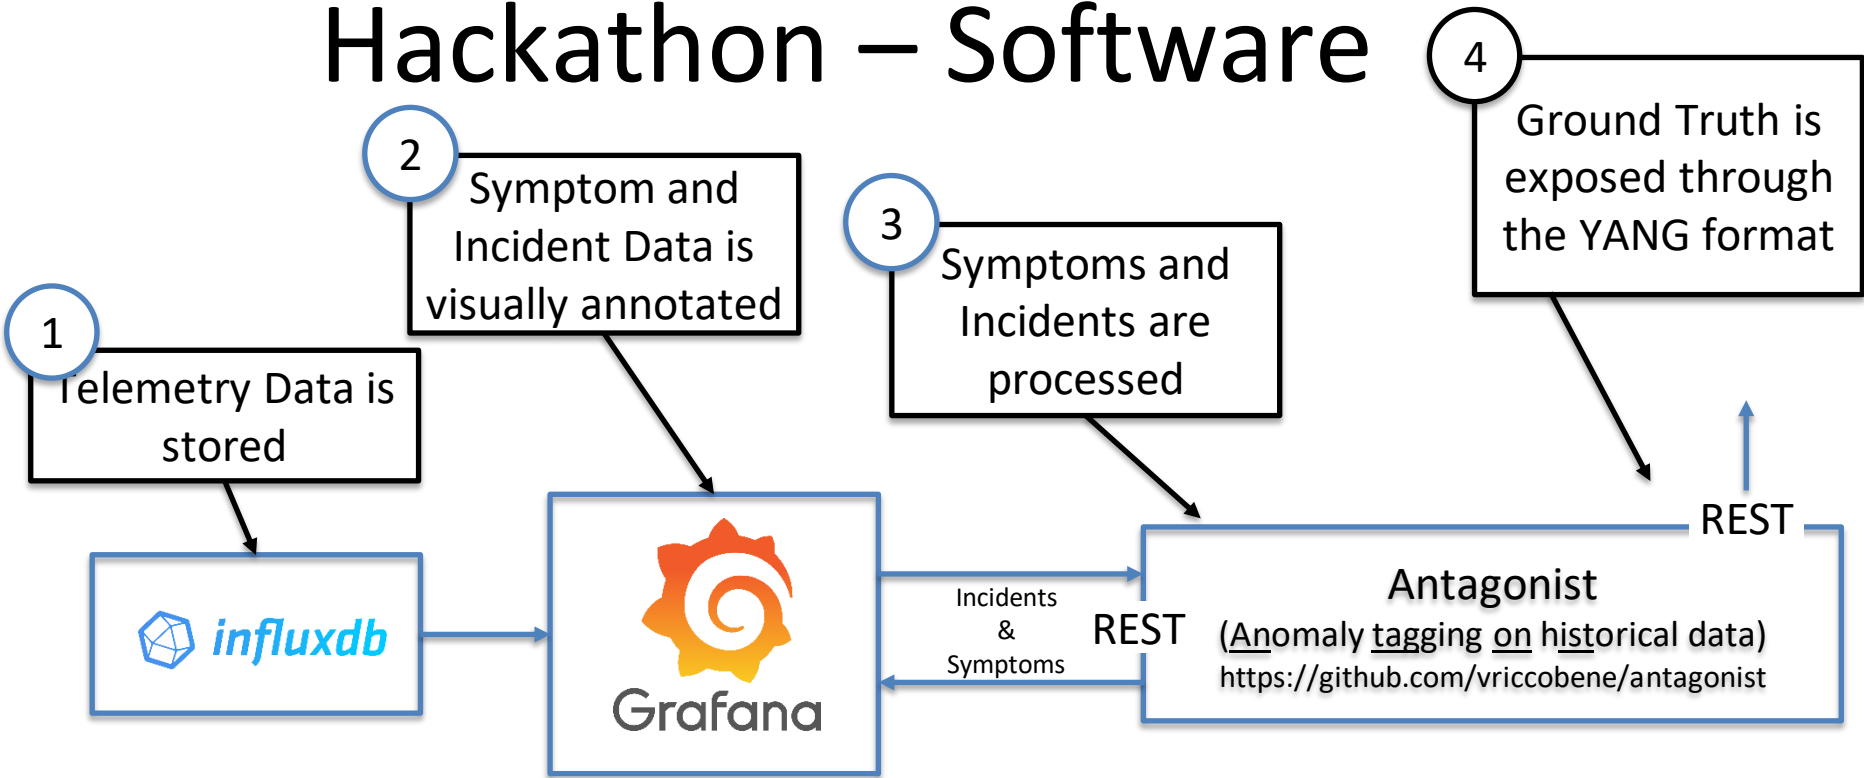 Hackathon – Software
1
Telemetry Data is
stored
2
Symptom and
Incident Data is
visually annotated
3
Symptoms and
Incidents are
processed
4
Ground Truth is
exposed through
the YANG format
influxdb
Grafana
Incidents
&
Symptoms
REST
REST
Antagonist
(Anomaly tagging on historical data)
https://github.com/vriccobene/antagonist